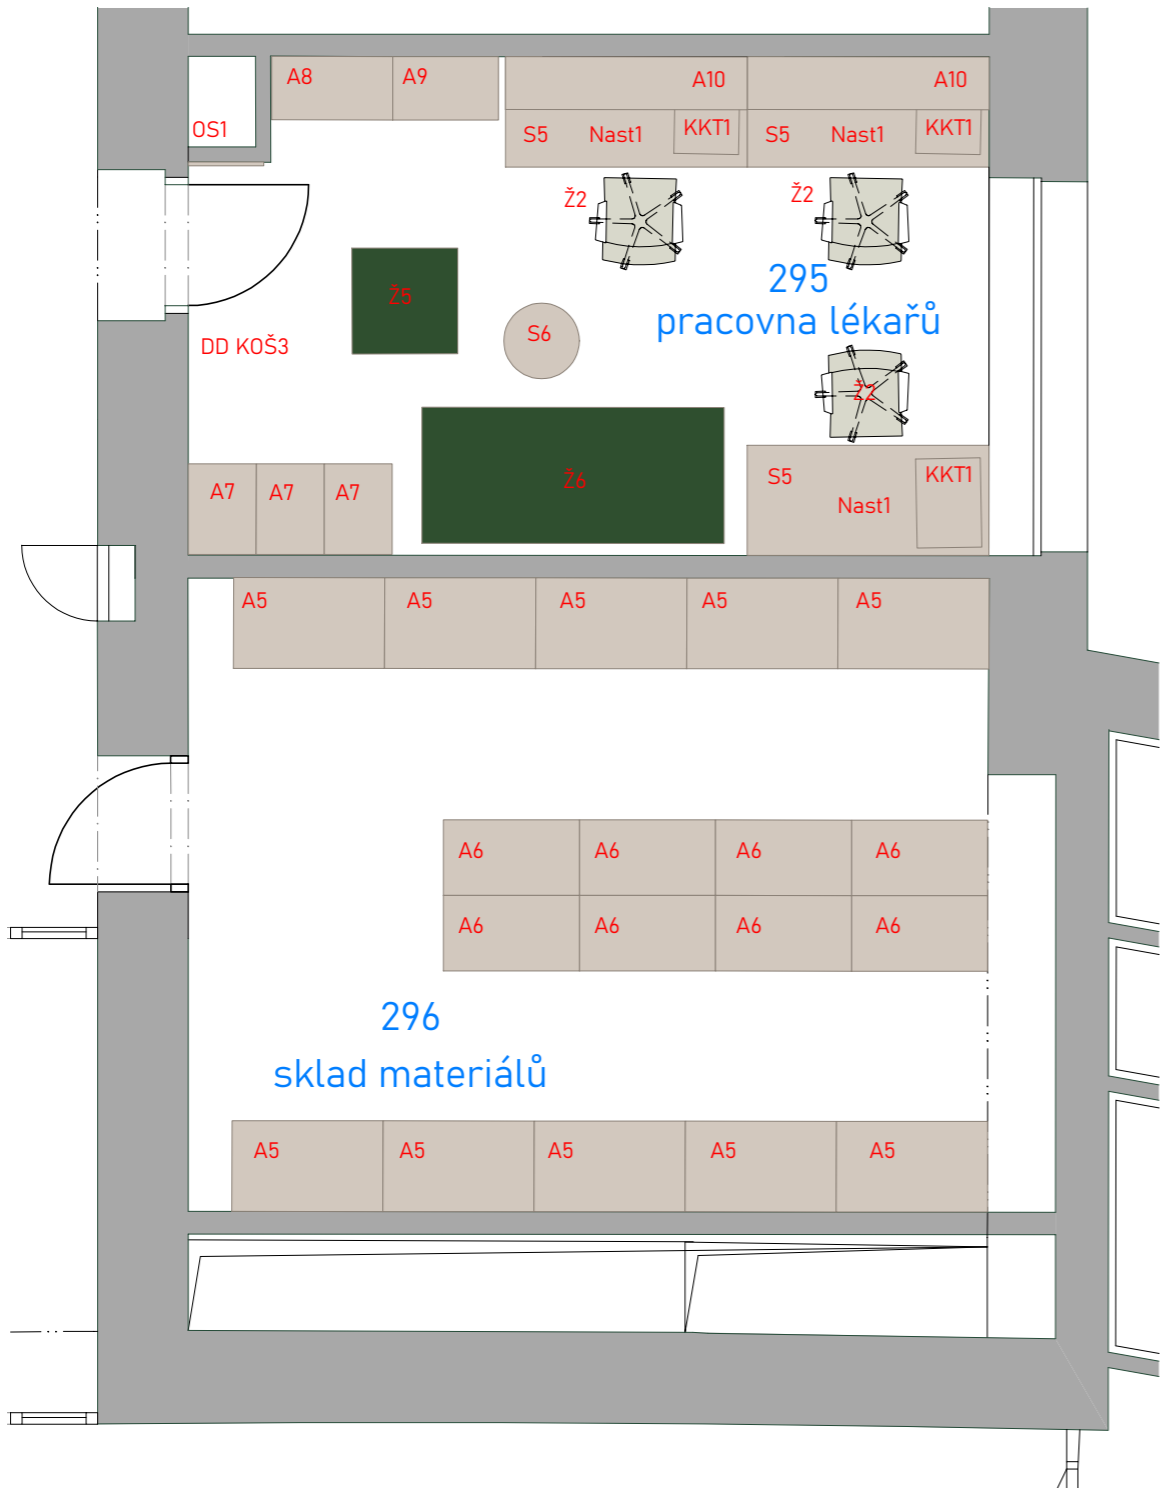 A8 A9 A10 A10
OS1 S5 Nast1 KKT1 S5 Nast1 KKT1
Ž2 Ž2
295
pracovna lékařů
Ž5
S6
DD KOŠ3
Ž2
A7 A7 A7 Ž6 S5 KKT1
Nast1
A5 A5 A5 A5 A5
A6 A6 A6 A6
A6 A6 A6 A6
296
sklad materiálů
A5 A5 A5 A5 A5